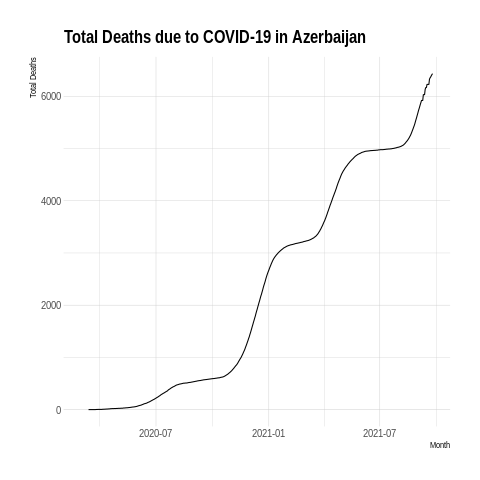 Total Deaths due to COVID-19 in Azerbaijan
Total Deaths
6000
4000
2000
0
2020-07 2021-01 2021-07
Month